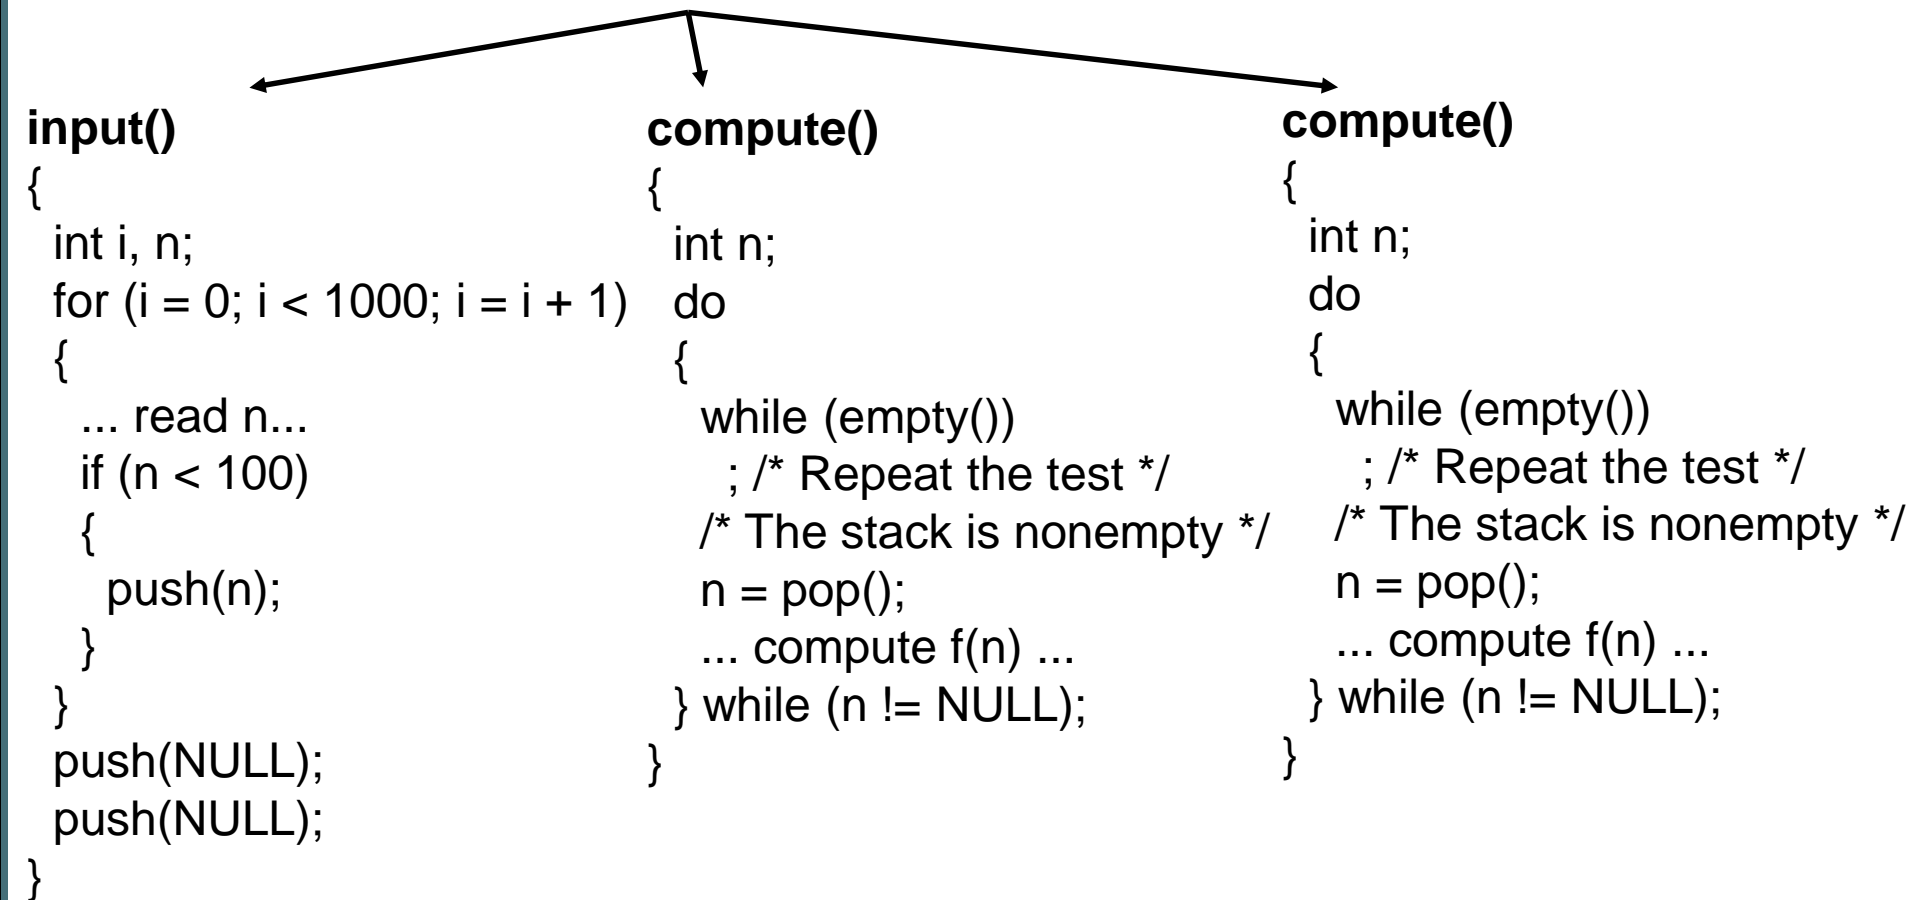 input()
{
int i, n;
for (i = 0; i < 1000; i = i + 1)
{
... read n...
if (n < 100)
{
push(n);
}
}
push(NULL);
push(NULL);
}
compute()
{
int n;
do
{
while (empty())
; /* Repeat the test */
/* The stack is nonempty */
n = pop();
... compute f(n) ...
} while (n != NULL);
}
compute()
{
int n;
do
{
while (empty())
; /* Repeat the test */
/* The stack is nonempty */
n = pop();
... compute f(n) ...
} while (n != NULL);
}